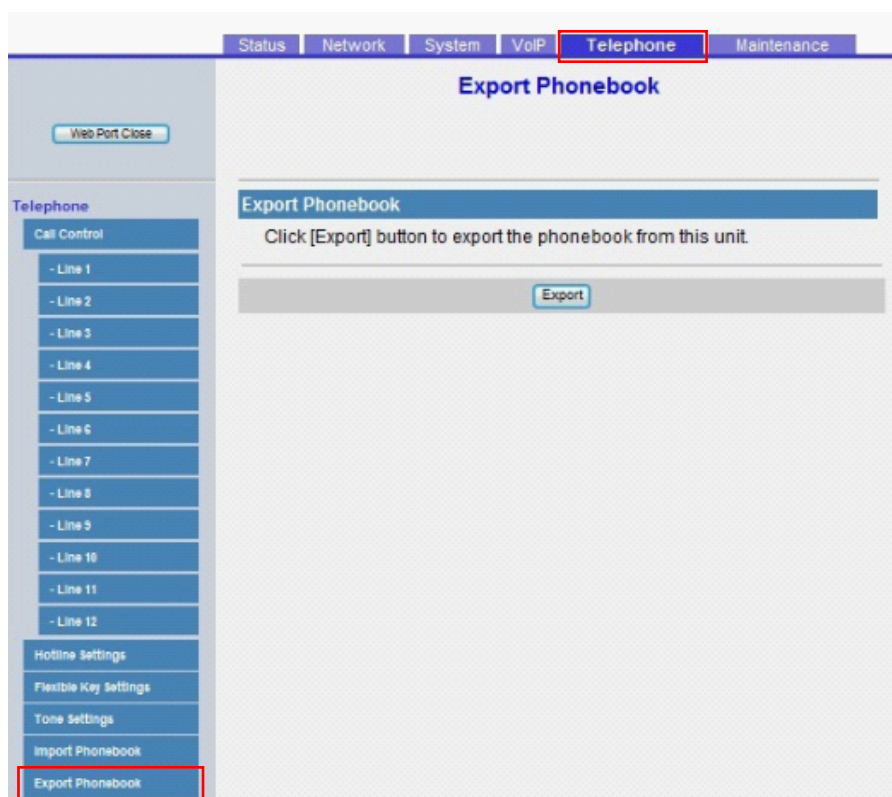 Status Network System VoIP Telephone Maintenance
Export Phonebook
Web Port Close
Telephone
Call Control
- Line 1
- Line 2
- Line 3
- Line 4
- Line 5
- Line 6
- Line 7
- Line 8
- Line 9
- Line 10
- Line 11
- Line 12
Hotline Settings
Flexible Key Settings
Tone Settings
Import Phonebook
Export Phonebook
Export Phonebook
Click [Export] button to export the phonebook from this unit.
Export